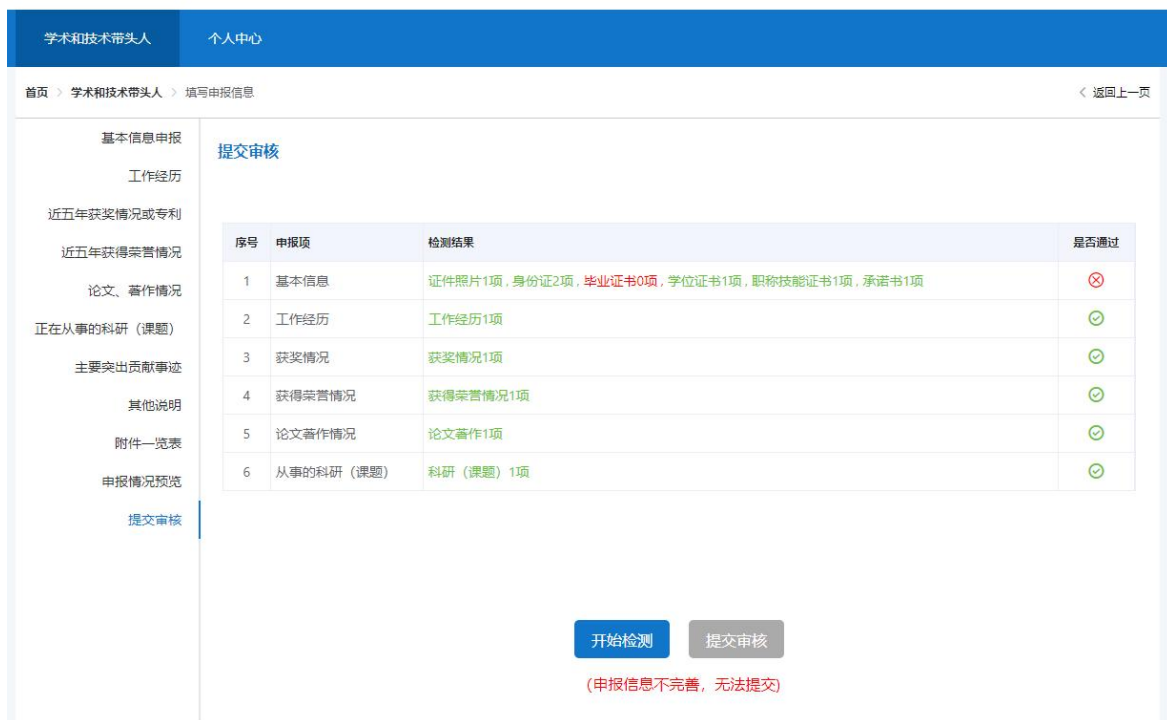 学术和技术带头人 个人中心
首页 > 学术和技术带头人 > 填写申报信息 < 返回上一页
基本信息申报
工作经历
近五年获奖情况或专利
近五年获得荣誉情况
论文、著作情况
正在从事的科研（课题）
主要突出贡献事迹
其他说明
附件一览表
申报情况预览
提交审核
提交审核
序号 申报项 检测结果 是否通过
1 基本信息 证件照片1项 , 身份证2项 , 毕业证书0项 , 学位证书1项 , 职称技能证书1项 , 承诺书1项
2 工作经历 工作经历1项
3 获奖情况 获奖情况1项
4 获得荣誉情况 获得荣誉情况1项
5 论文著作情况 论文著作1项
6 从事的科研（课题） 科研（课题）1项
开始检测 提交审核
(申报信息不完善，无法提交)